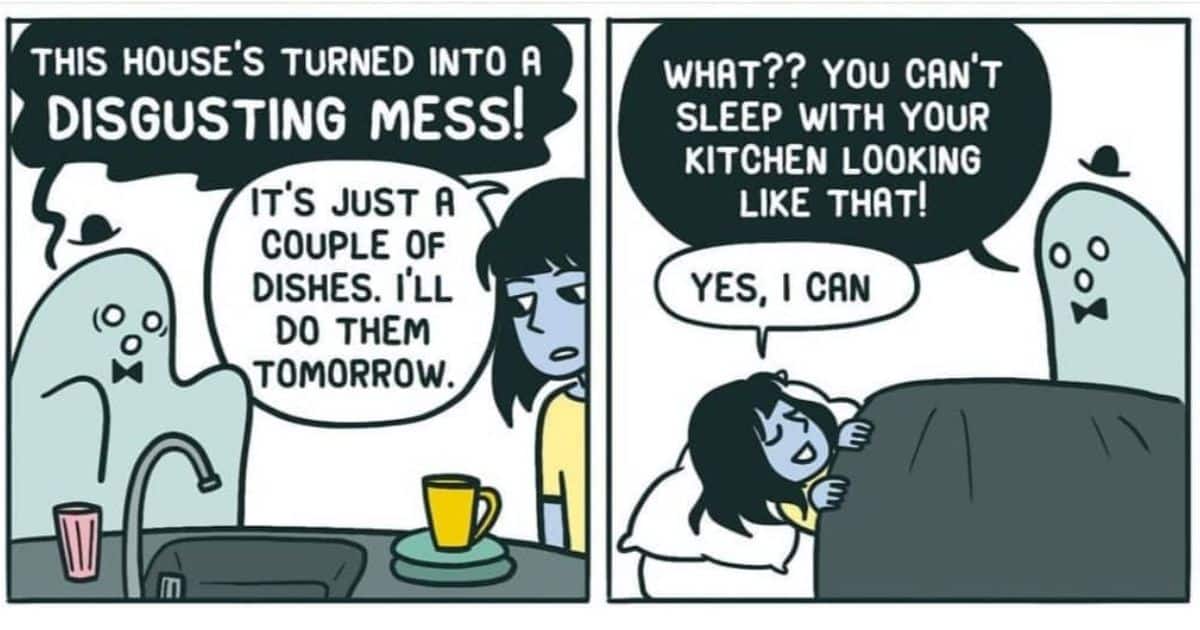 THIS HOUSE'S TURNED INTO A
DISGUSTING MESS!
IT'S JUST A
COUPLE OF
DISHES. I'LL
DO THEM
TOMORROW.
WHAT?? YOU CAN'T
SLEEP WITH YOUR
KITCHEN LOOKING
LIKE THAT!
YES, I CAN